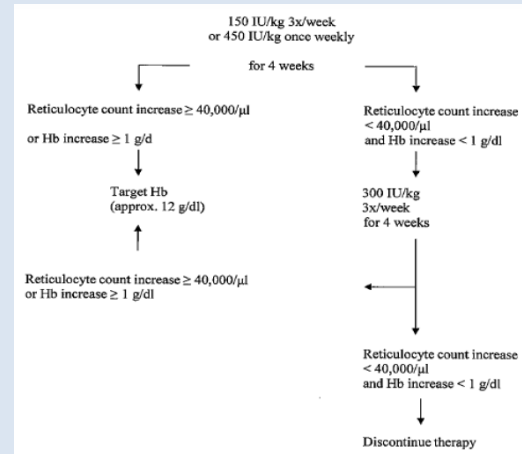 150 IU/kg 3x/week
or 450 IU/kg once weekly
for 4 weeks
Reticulocyte count increase ≥ 40,000/µl
or Hb increase ≥ 1 g/d
Target Hb
(approx. 12 g/dl)
Reticulocyte count increase ≥ 40,000/µl
or Hb increase ≥ 1 g/dl
Reticulocyte count increase
< 40,000/µl
and Hb increase < 1 g/dl
300 IU/kg
3x/week
for 4 weeks
Reticulocyte count increase
< 40,000/µl
and Hb increase < 1 g/dl
Discontinue therapy